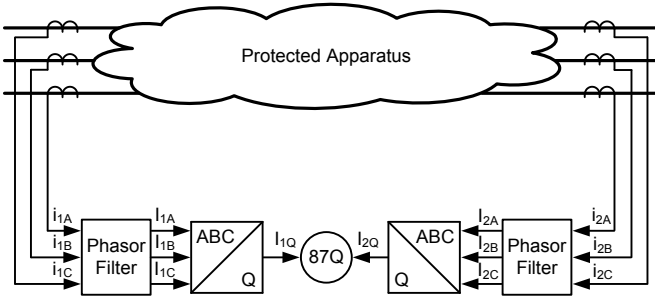 Protected Apparatus
i1A
i1B
i1C
Phasor
Filter
I1A
I1B
I1C
ABC
Q
I1Q
87Q
I2Q
ABC
Q
I2A
I2B
I2C
Phasor
Filter
i2A
i2B
i2C